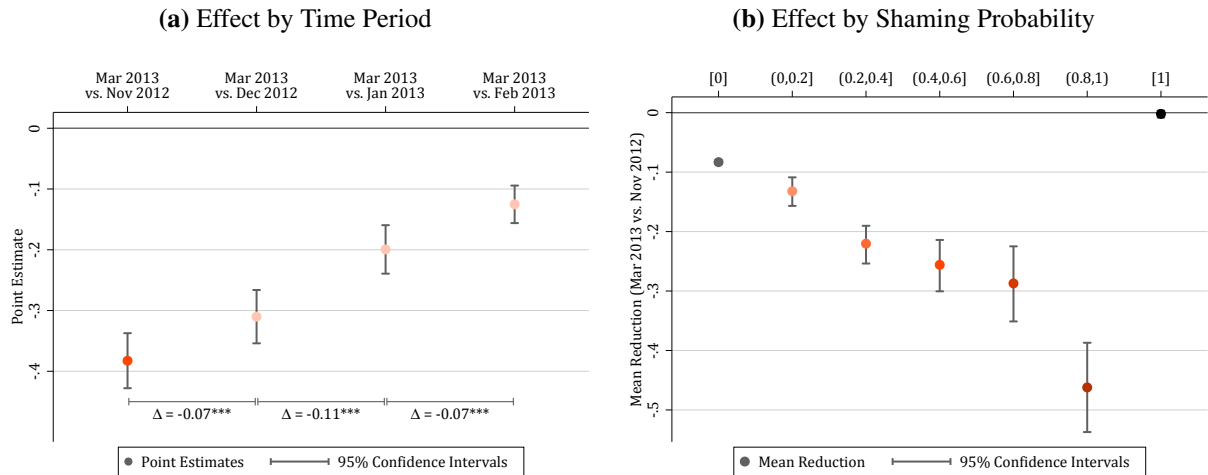 (a) Effect by Time Period
Mar 2013 vs. Nov 2012
Mar 2013 vs. Dec 2012
Mar 2013 vs. Jan 2013
Mar 2013 vs. Feb 2013
Point Estimate
0
-.1
-.2
-.3
-.4
Δ = -0.07***
Δ = -0.11***
Δ = -0.07***
Point Estimates
95% Confidence Intervals
(b) Effect by Shaming Probability
[0]
(0,0.2]
(0.2,0.4]
(0.4,0.6]
(0.6,0.8]
(0.8,1)
[1]
Mean Reduction (Mar 2013 vs. Nov 2012)
0
-.1
-.2
-.3
-.4
-.5
Mean Reduction
95% Confidence Intervals